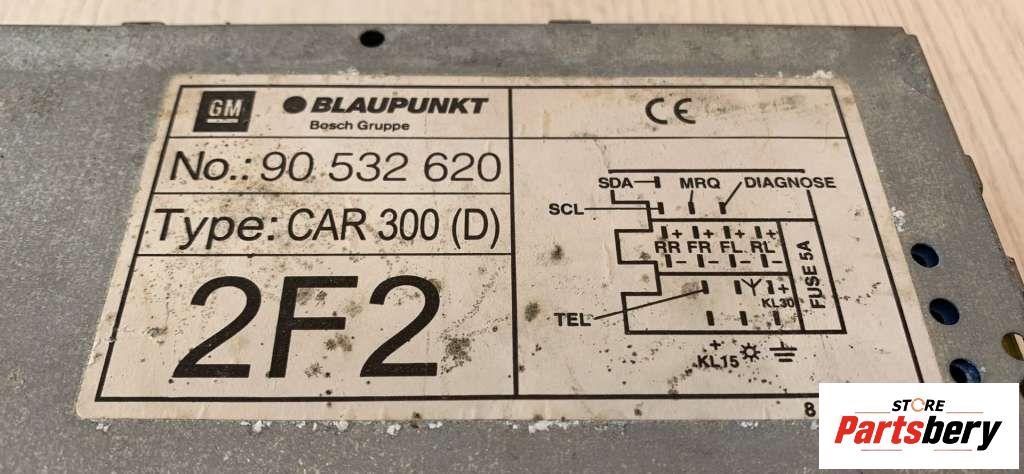 GM BLAUPUNKT
Bosch Gruppe
No.: 90 532 620
Type: CAR 300 (D)
2F2
CE
SDA MRQ DIAGNOSE
SCL
+ + + +
RR FR FL RL
- - - -
FUSE 5A
TEL
+
KL30
+
KL15
8
STORE
Partsbery